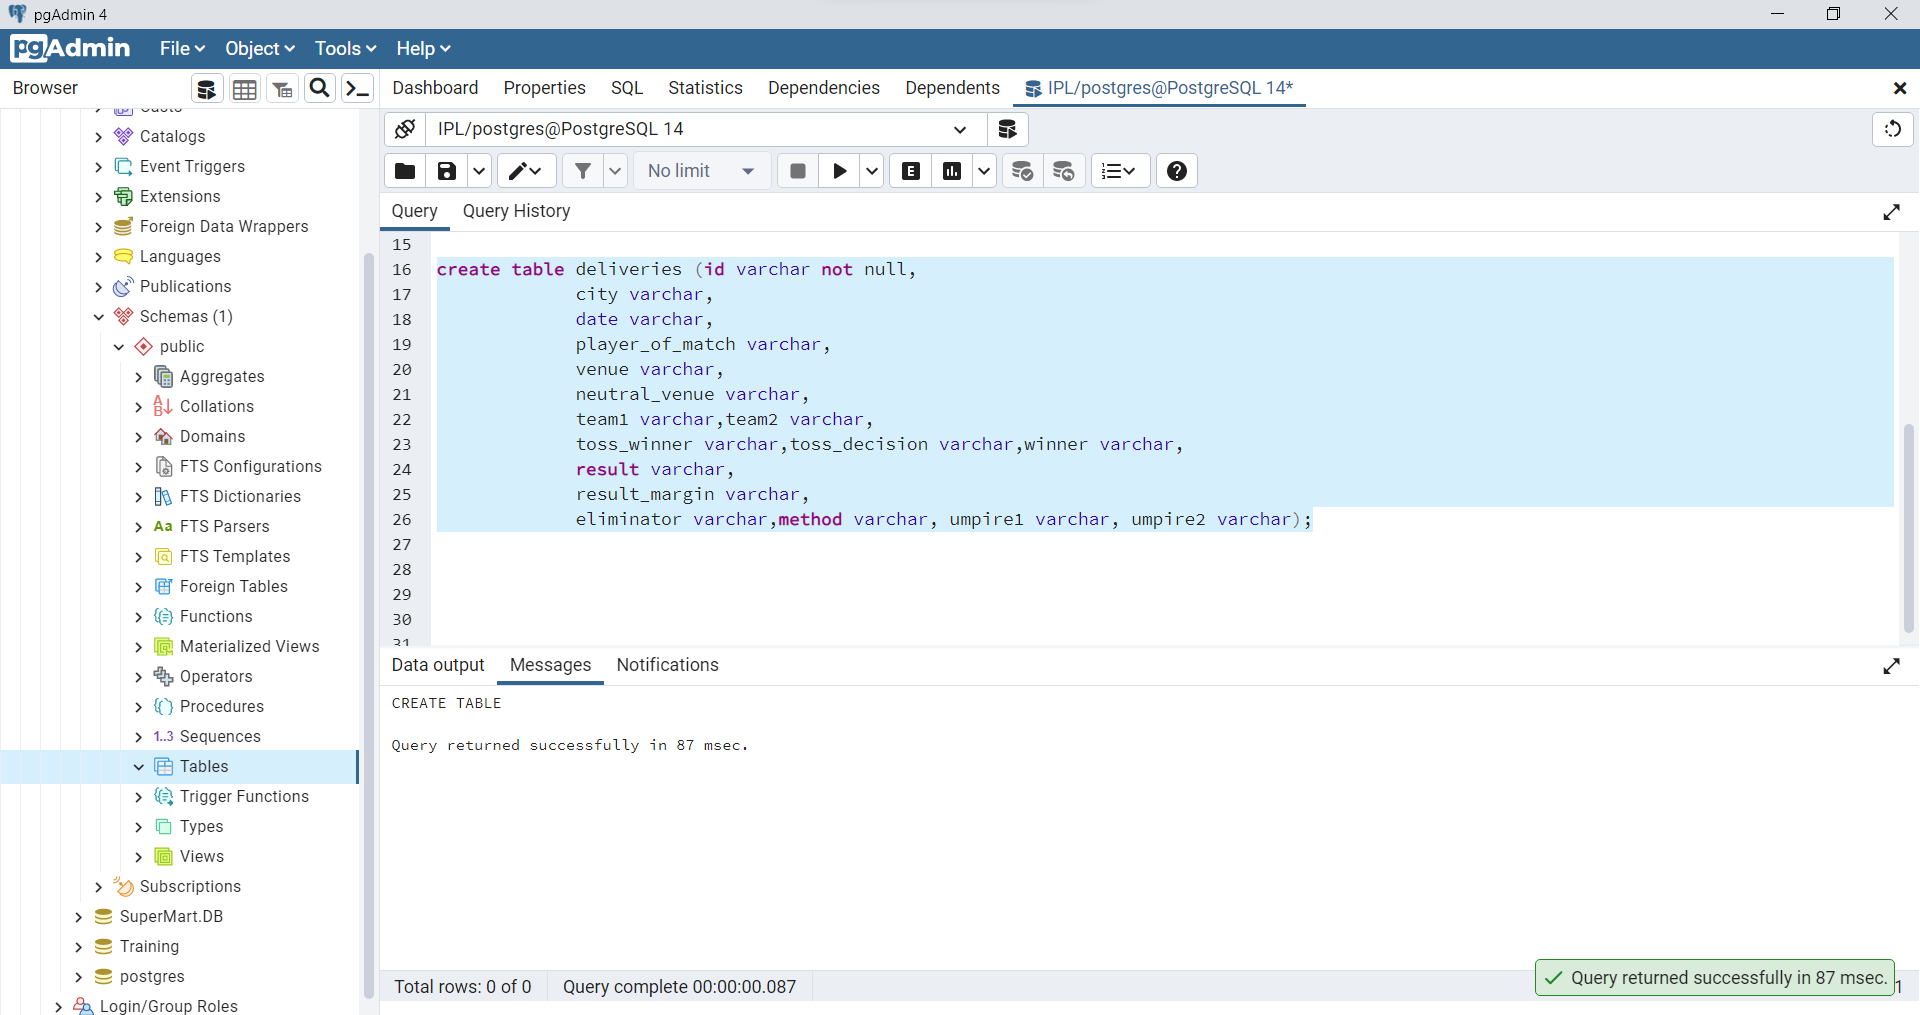 pgAdmin 4
pgAdmin File Object Tools Help
Browser
Dashboard Properties SQL Statistics Dependencies Dependents IPL/postgres@PostgreSQL 14*
IPL/postgres@PostgreSQL 14
No limit
Query Query History
Casts
Catalogs
Event Triggers
Extensions
Foreign Data Wrappers
Languages
Publications
Schemas (1)
public
Aggregates
Collations
Domains
FTS Configurations
FTS Dictionaries
Aa FTS Parsers
FTS Templates
Foreign Tables
Functions
Materialized Views
Operators
Procedures
1..3 Sequences
Tables
Trigger Functions
Types
Views
Subscriptions
SuperMart.DB
Training
postgres
Login/Group Roles
15
16 create table deliveries (id varchar not null,
17 city varchar,
18 date varchar,
19 player_of_match varchar,
20 venue varchar,
21 neutral_venue varchar,
22 team1 varchar,team2 varchar,
23 toss_winner varchar,toss_decision varchar,winner varchar,
24 result varchar,
25 result_margin varchar,
26 eliminator varchar,method varchar, umpire1 varchar, umpire2 varchar);
27
28
29
30
31
Data output Messages Notifications
CREATE TABLE
Query returned successfully in 87 msec.
Total rows: 0 of 0 Query complete 00:00:00.087
Query returned successfully in 87 msec.
1